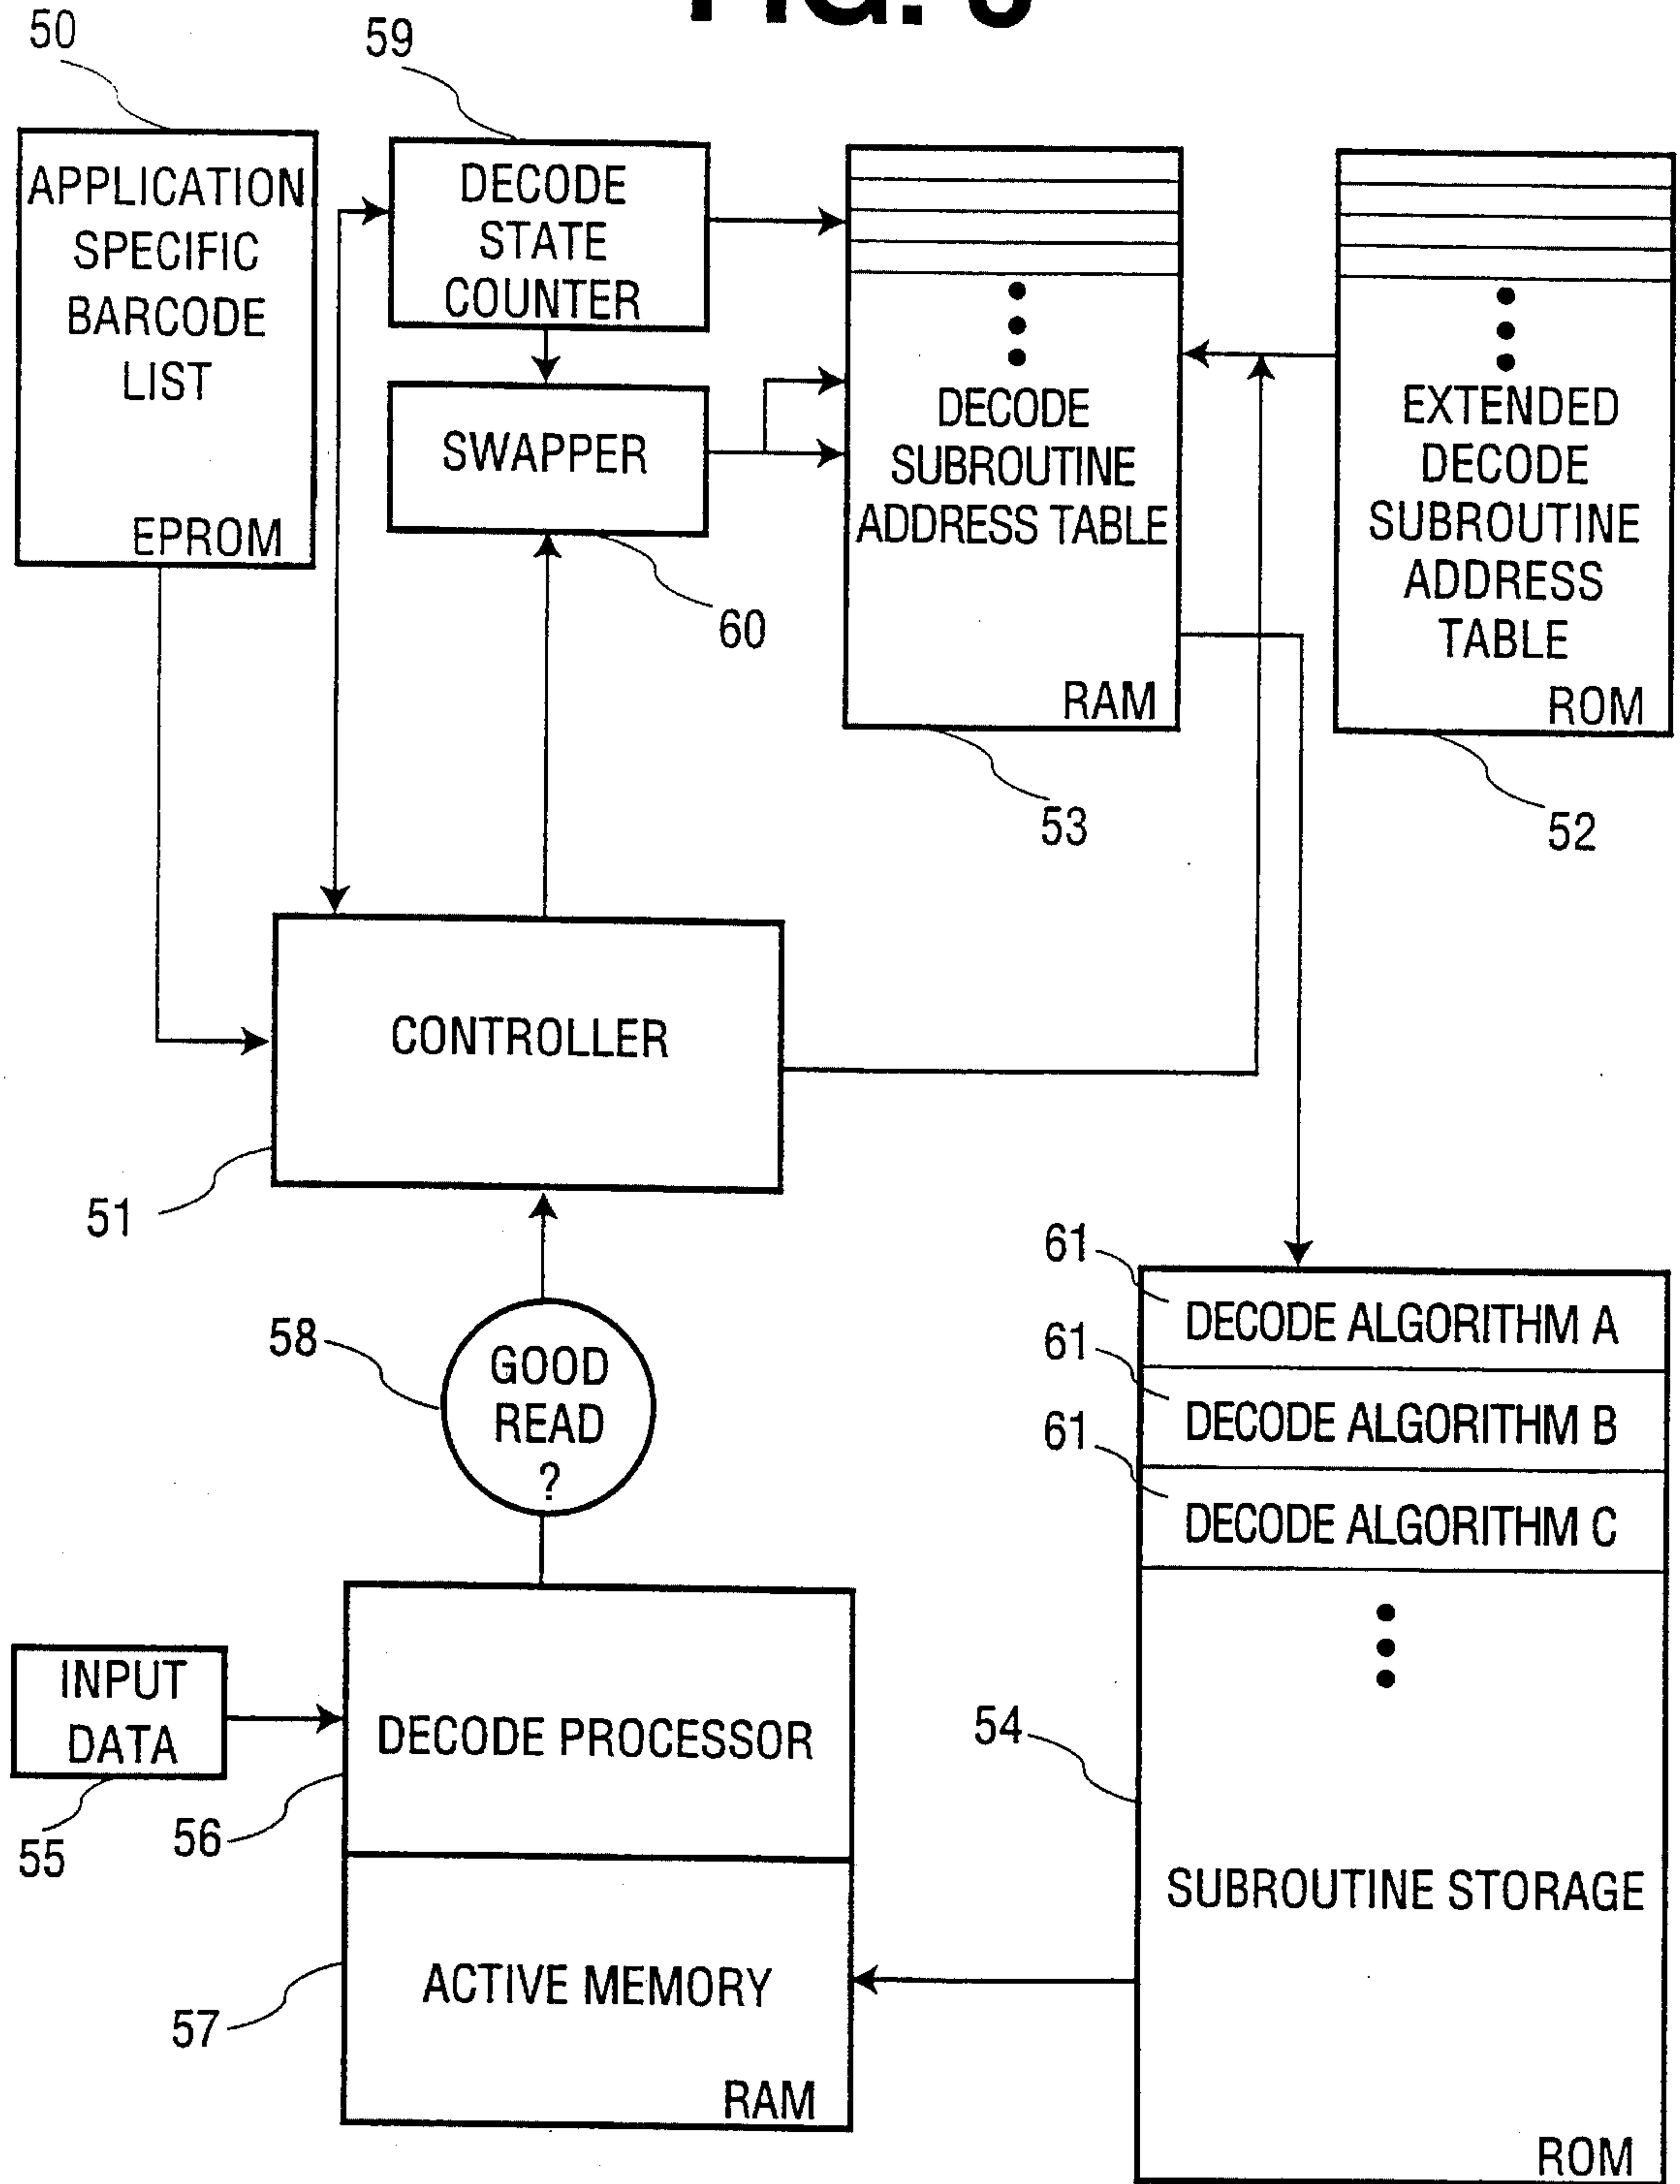 50
59
APPLICATION
SPECIFIC
BARCODE
LIST
EPROM
DECODE
STATE
COUNTER
SWAPPER
60
DECODE
SUBROUTINE
ADDRESS TABLE
RAM
53
EXTENDED
DECODE
SUBROUTINE
ADDRESS
TABLE
ROM
52
CONTROLLER
51
58
GOOD
READ
?
61
DECODE ALGORITHM A
61
DECODE ALGORITHM B
61
DECODE ALGORITHM C
INPUT
DATA
55
DECODE PROCESSOR
56
54
SUBROUTINE STORAGE
ACTIVE MEMORY
57
RAM
ROM